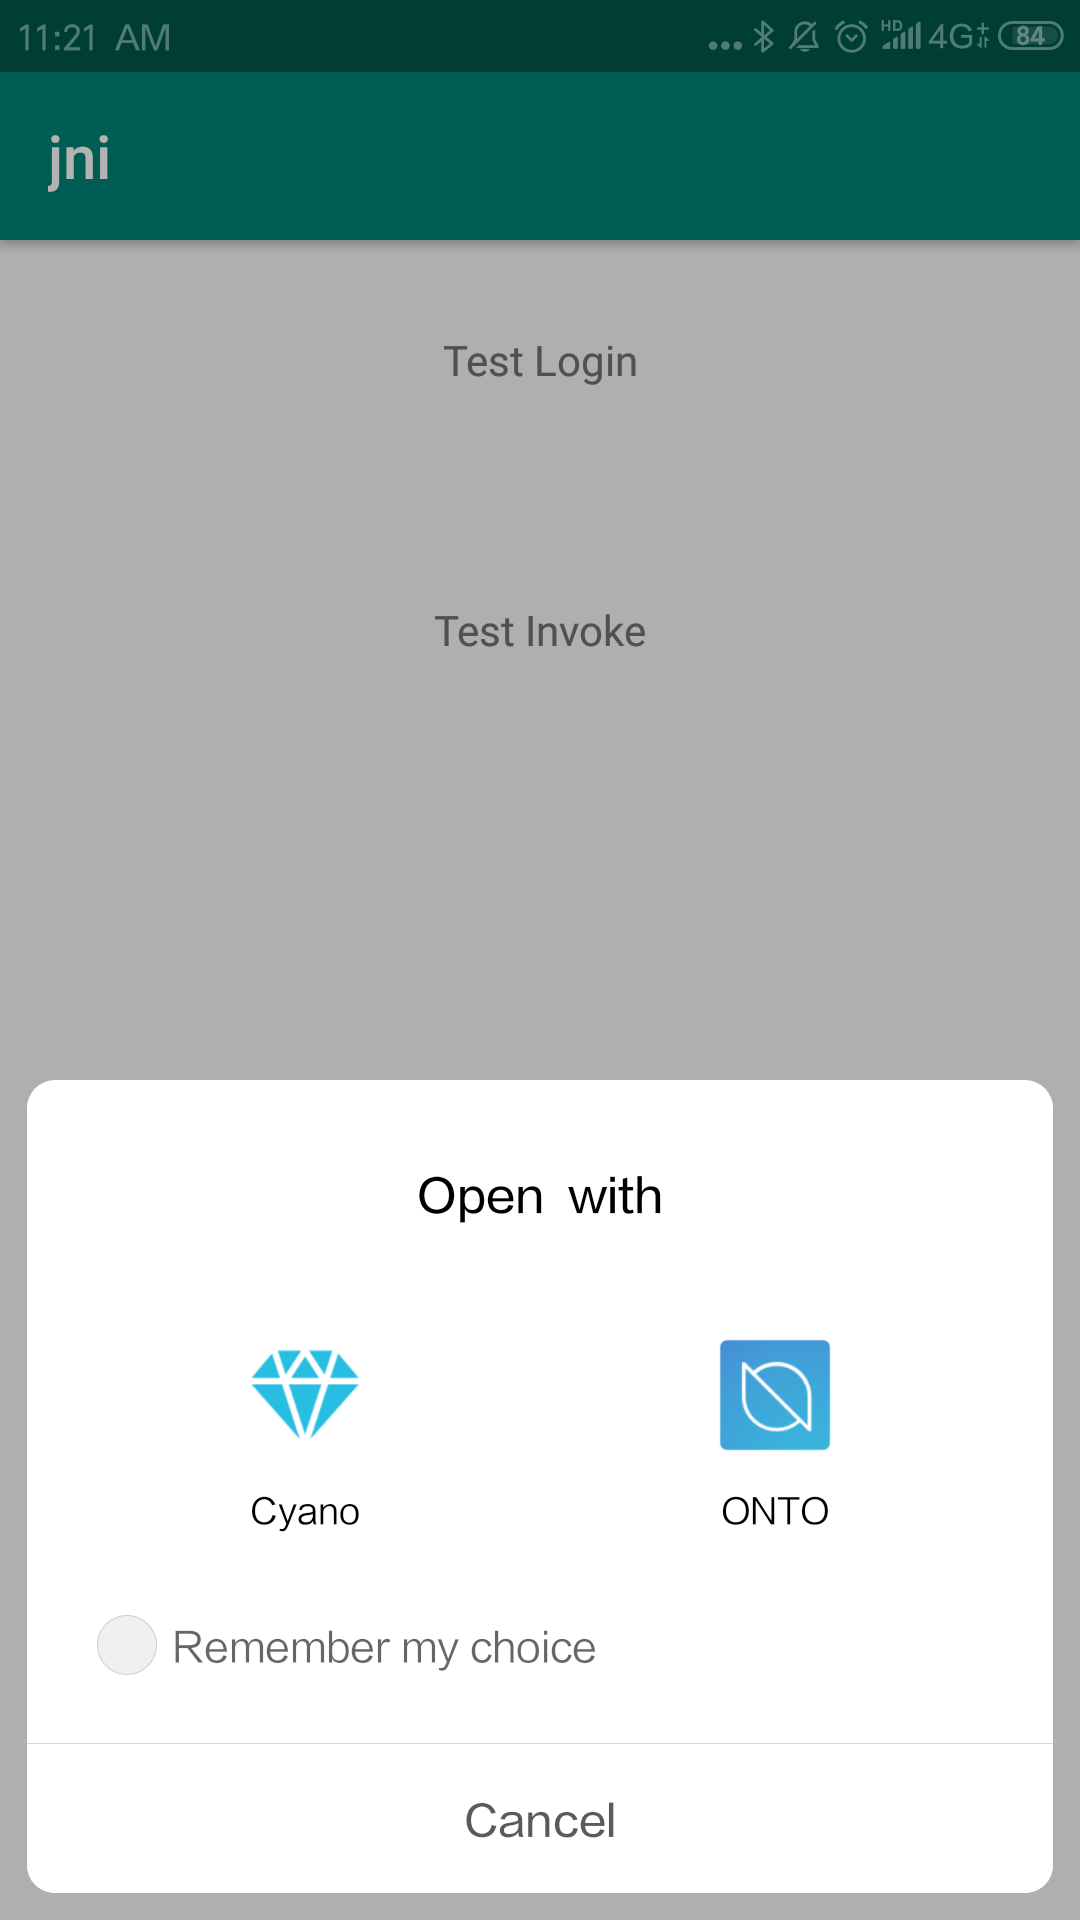 11:21 AM
HD 4G 84
jni
Test Login
Test Invoke
Open with
Cyano ONTO
Remember my choice
Cancel